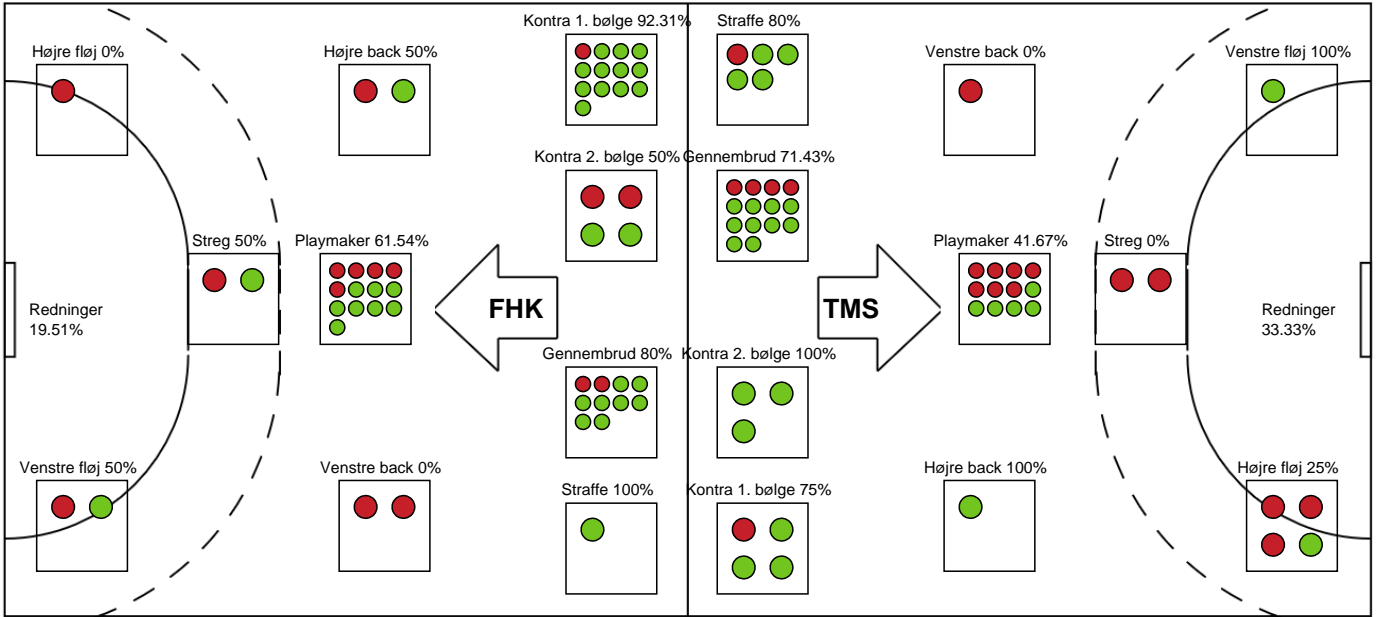 Kontra 1. bølge 92.31%
Straffe 80%
Højre fløj 0%
Højre back 50%
Venstre back 0%
Venstre fløj 100%
Kontra 2. bølge 50%
Gennembrud 71.43%
Streg 50%
Playmaker 61.54%
Playmaker 41.67%
Streg 0%
Redninger
19.51%
FHK
TMS
Redninger
33.33%
Gennembrud 80%
Kontra 2. bølge 100%
Venstre fløj 50%
Venstre back 0%
Højre back 100%
Højre fløj 25%
Straffe 100%
Kontra 1. bølge 75%